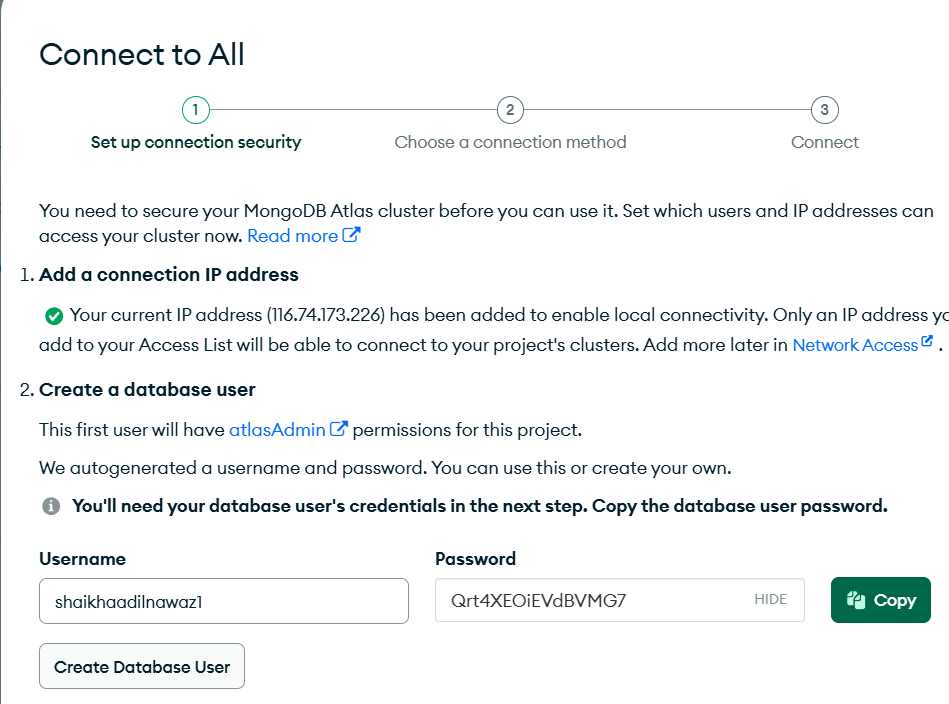 Connect to All
1 2 3
Set up connection security Choose a connection method Connect
You need to secure your MongoDB Atlas cluster before you can use it. Set which users and IP addresses can
access your cluster now. Read more
1. Add a connection IP address
Your current IP address (116.74.173.226) has been added to enable local connectivity. Only an IP address yo
add to your Access List will be able to connect to your project's clusters. Add more later in Network Access .
2. Create a database user
This first user will have atlasAdmin permissions for this project.
We autogenerated a username and password. You can use this or create your own.
You'll need your database user's credentials in the next step. Copy the database user password.
Username Password
shaikhaadilnawaz1 Qrt4XEOiEVdBVMG7 HIDE Copy
Create Database User